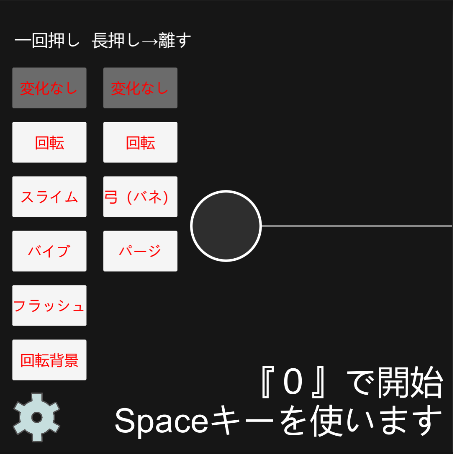 一回押し 長押し→離す
変化なし 変化なし
回転 回転
スライム 弓（バネ）
バイブ パージ
フラッシュ
回転背景
『０』で開始
Spaceキーを使います